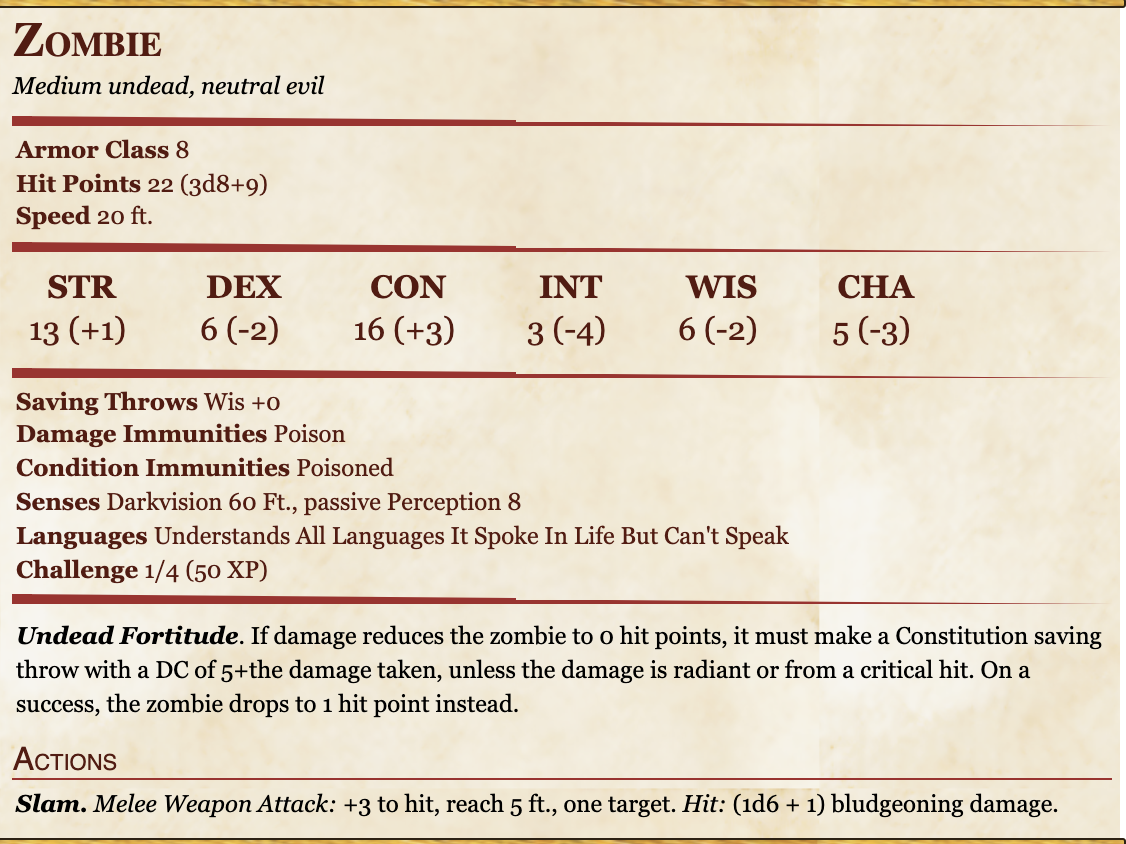 Zombie
Medium undead, neutral evil
Armor Class 8
Hit Points 22 (3d8+9)
Speed 20 ft.
STR DEX CON INT WIS CHA
13 (+1) 6 (-2) 16 (+3) 3 (-4) 6 (-2) 5 (-3)
Saving Throws Wis +0
Damage Immunities Poison
Condition Immunities Poisoned
Senses Darkvision 60 Ft., passive Perception 8
Languages Understands All Languages It Spoke In Life But Can't Speak
Challenge 1/4 (50 XP)
Undead Fortitude. If damage reduces the zombie to 0 hit points, it must make a Constitution saving
throw with a DC of 5+the damage taken, unless the damage is radiant or from a critical hit. On a
success, the zombie drops to 1 hit point instead.
Actions
Slam. Melee Weapon Attack: +3 to hit, reach 5 ft., one target. Hit: (1d6 + 1) bludgeoning damage.